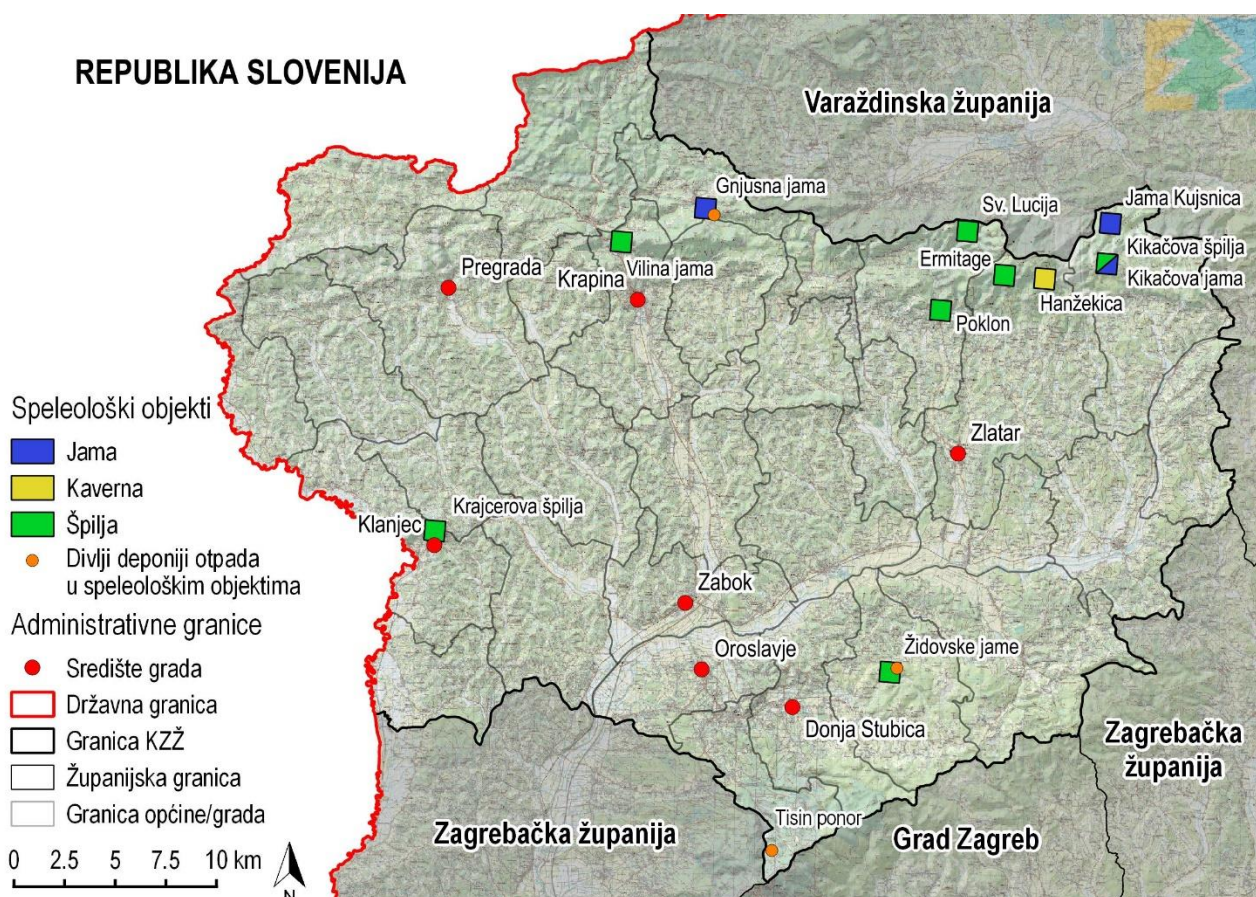 REPUBLIKA SLOVENIJA
Varaždinska županija
Gnjusna jama
Sv. Lucija
Jama Kujsnica
Kikačova špilja
Kikačova jama
Ermitage
Hanžekica
Vilina jama
Pregrada
Krapina
Poklon
Zlatar
Speleološki objekti
Jama
Kaverna
Špilja
Divlji deponiji otpada
u speleološkim objektima
Administrativne granice
Središte grada
Državna granica
Granica KZŽ
Županijska granica
Granica općine/grada
0 2.5 5 7.5 10 km
N
Klanjec
Krajcerova špilja
Zabok
Oroslavje
Židovske jame
Donja Stubica
Zagrebačka
županija
Tisin ponor
Zagrebačka županija
Grad Zagreb